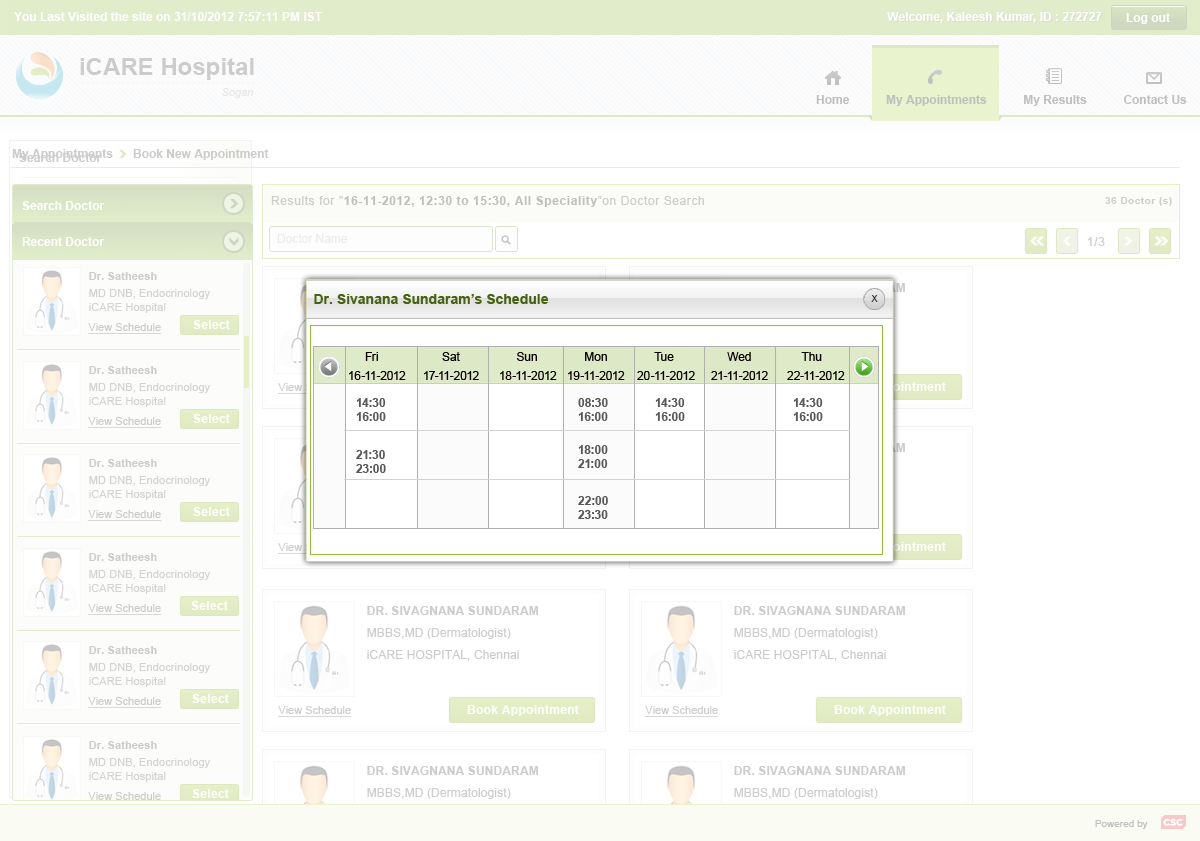 You Last Visited the site on 31/10/2012 7:57:11 PM IST
Welcome, Kaleesh Kumar, ID : 272727
Log out
iCARE Hospital
Sogan
Home
My Appointments
My Results
Contact Us
My Appointments
Book New Appointment
Search Doctor
Search Doctor
Recent Doctor
Dr. Satheesh
MD DNB, Endocrinology
iCARE Hospital
View Schedule
Select
Dr. Satheesh
MD DNB, Endocrinology
iCARE Hospital
View Schedule
Select
Dr. Satheesh
MD DNB, Endocrinology
iCARE Hospital
View Schedule
Select
Dr. Satheesh
MD DNB, Endocrinology
iCARE Hospital
View Schedule
Select
Dr. Satheesh
MD DNB, Endocrinology
iCARE Hospital
View Schedule
Select
Dr. Satheesh
MD DNB, Endocrinology
iCARE Hospital
View Schedule
Select
Results for "16-11-2012, 12:30 to 15:30, All Speciality"on Doctor Search
36 Doctor (s)
Doctor Name
1/3
Dr. Sivanana Sundaram's Schedule
X
Fri Sat Sun Mon Tue Wed Thu
16-11-2012 17-11-2012 18-11-2012 19-11-2012 20-11-2012 21-11-2012 22-11-2012
14:30 08:30 14:30 14:30
16:00 16:00 16:00 16:00
21:30 18:00
23:00 21:00
22:00
23:30
View
View
DR. SIVAGNANA SUNDARAM
MBBS,MD (Dermatologist)
iCARE HOSPITAL, Chennai
View Schedule
Book Appointment
DR. SIVAGNANA SUNDARAM
MBBS,MD (Dermatologist)
iCARE HOSPITAL, Chennai
View Schedule
Book Appointment
DR. SIVAGNANA SUNDARAM
MBBS,MD (Dermatologist)
DR. SIVAGNANA SUNDARAM
MBBS,MD (Dermatologist)
Powered by
CSC